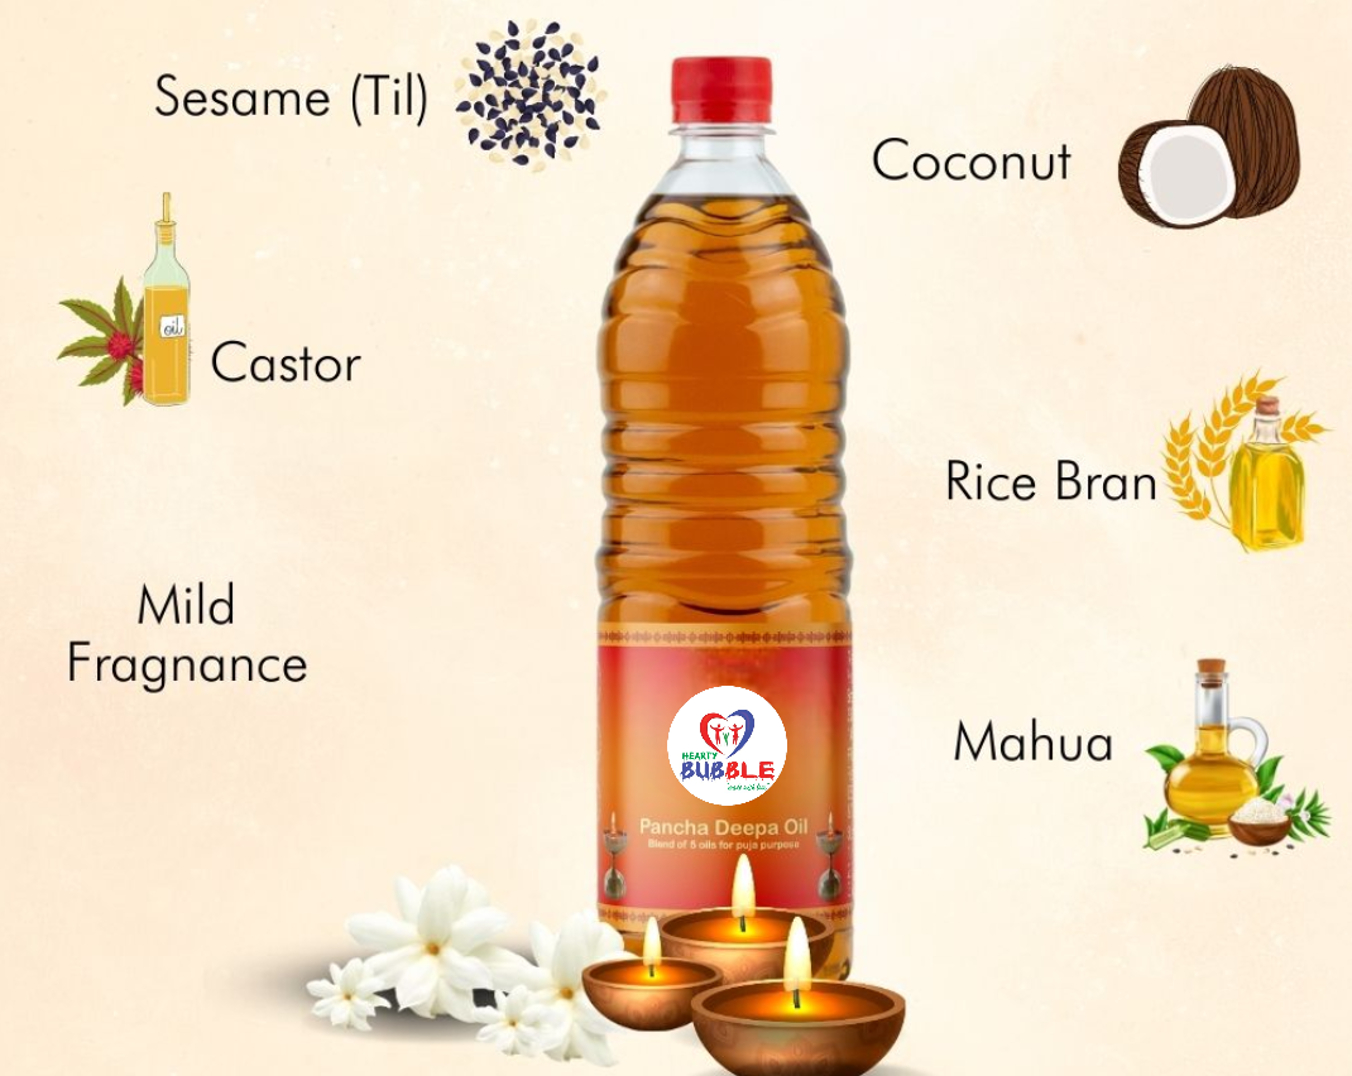 Sesame (Til)
Coconut
oil
Castor
Rice Bran
Mild
Fragnance
Mahua
HEARTY
BUBBLE
Pancha Deepa Oil
Blend of 5 oils for puja purpose